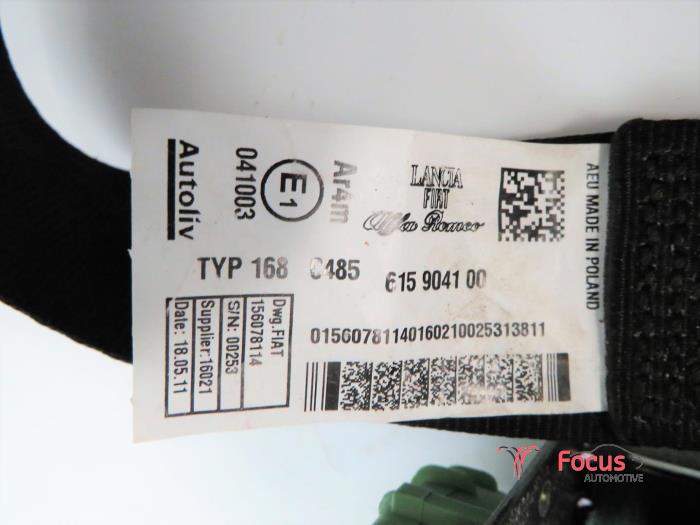 Autoliv
041003
E1
Ar4m
LANCIA
FIAT
Alfa Romeo
AEU MADE IN POLAND
TYP 168 C485 615 9041 00
Dwg.FIAT
156078114
S/N: 00253
Supplier:16021
Date: 18.05.11
01560781140160210025313811
Focus
AUTOMOTIVE